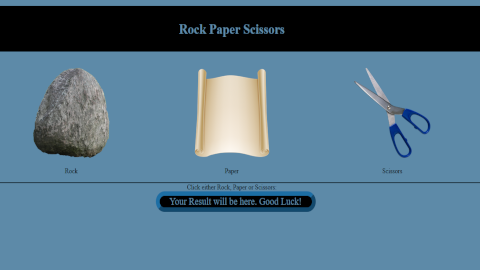 Rock Paper Scissors
Rock Paper Scissors
Click either Rock, Paper or Scissors
Your Result will be here. Good Luck!